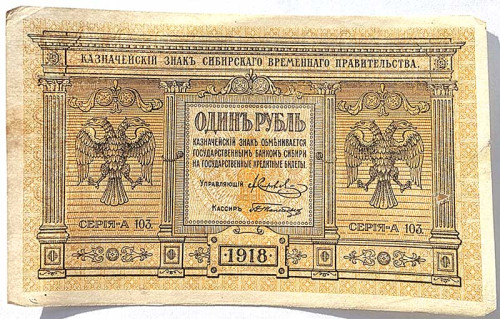 КАЗНАЧЕЙСКІЙ ЗНАКЪ СИБИРСКАГО ВРЕМЕННАГО ПРАВИТЕЛЬСТВА.
ОДИНЪ РУБЛЬ
КАЗНАЧЕЙСКІЙ ЗНАКЪ ОБМѢНИВАЕТСЯ
ГОСУДАРСТВЕННЫМЪ БАНКОМЪ СИБИРИ
НА ГОСУДАРСТВЕННЫЕ КРЕДИТНЫЕ БИЛЕТЫ.
УПРАВЛЯЮЩІЙ
КАССИРЪ
СЕРІЯ-А 103.
СЕРІЯ-А 103.
1918